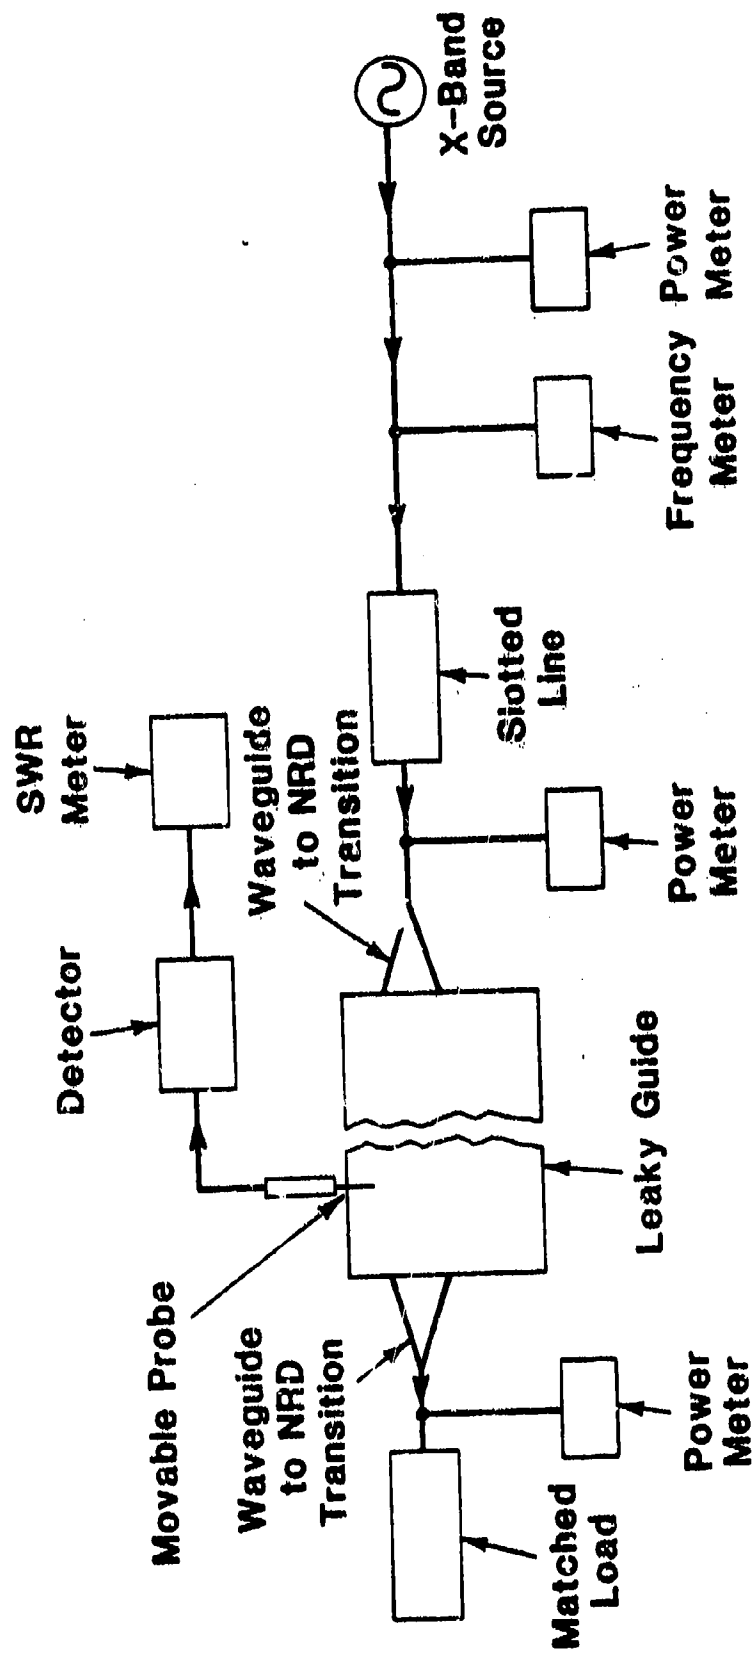 SWR
Meter
Detector
Movable Probe
Waveguide
to NRD
Transition
Waveguide
to NRD
Transition
X-Band
Source
Matched
Load
Leaky Guide
Slotted
Line
Power
Meter
Power
Meter
Frequency
Meter
Power
Meter